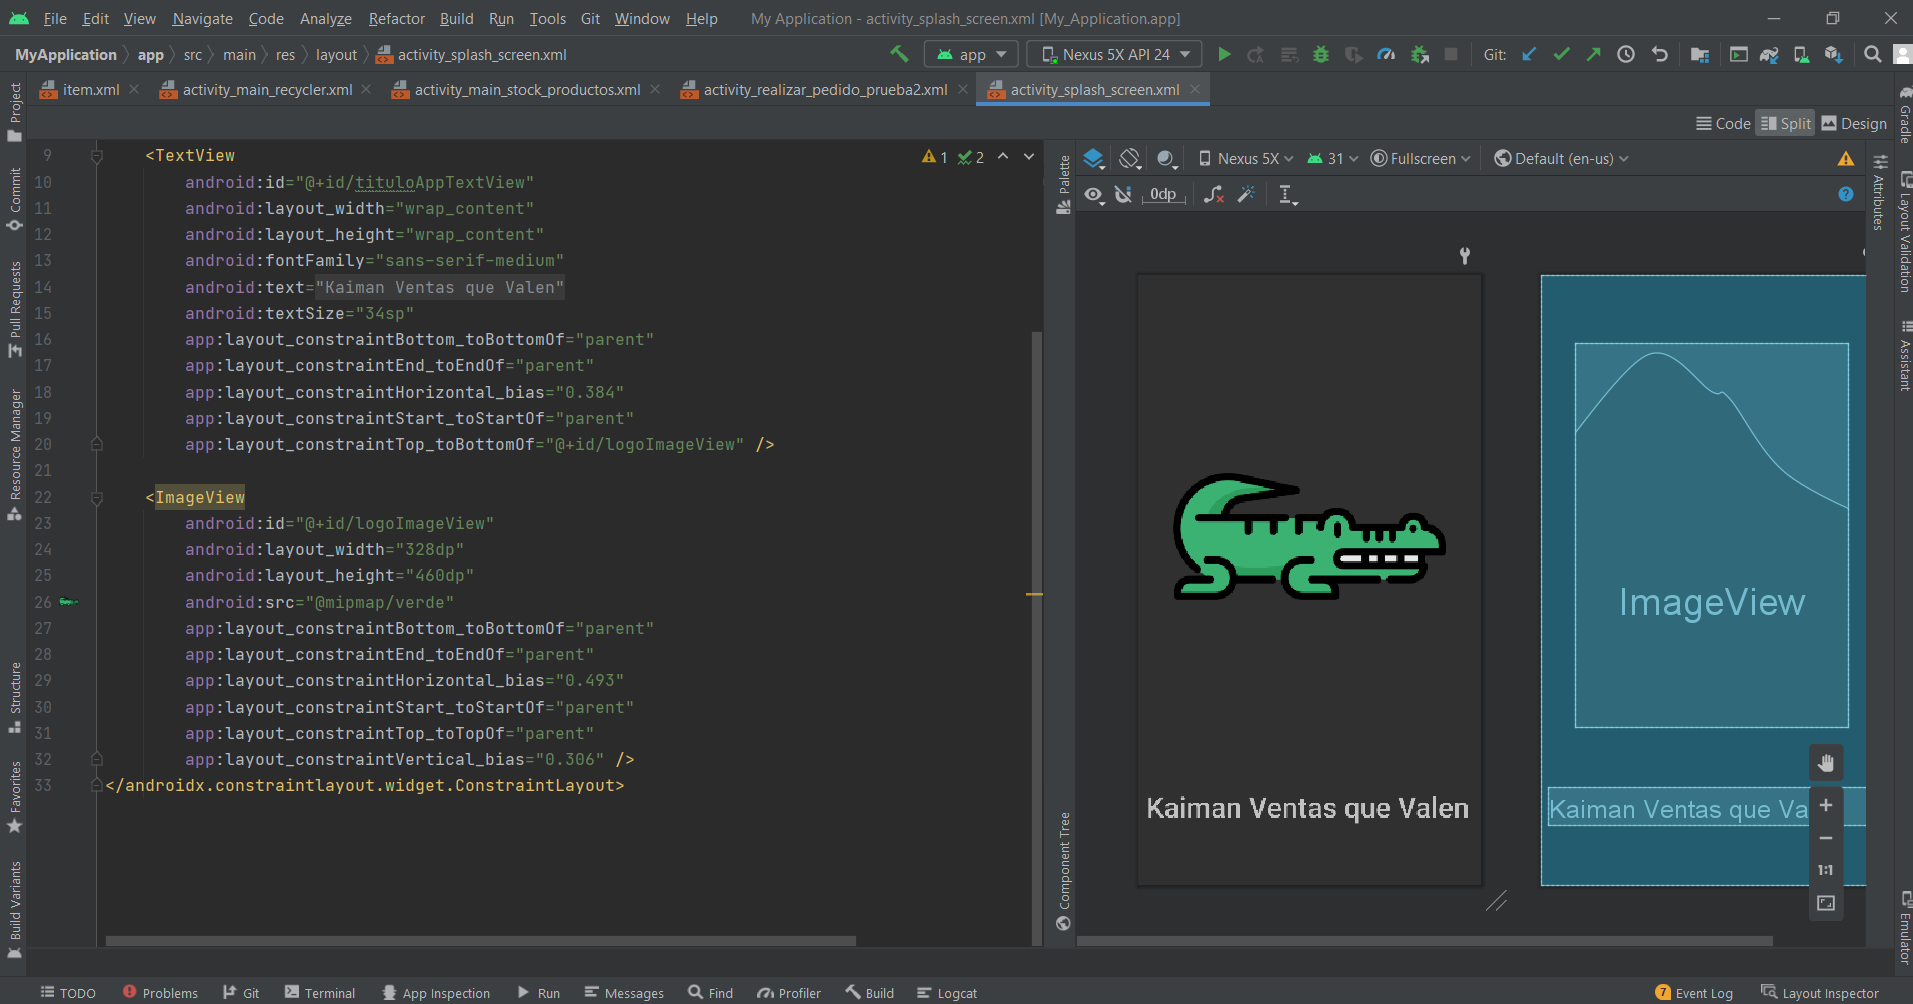 File Edit View Navigate Code Analyze Refactor Build Run Tools Git Window Help My Application - activity_splash_screen.xml [My_Application.app]
MyApplication app src main res layout activity_splash_screen.xml app Nexus 5X API 24 Git:
item.xml activity_main_recycler.xml activity_main_stock_productos.xml activity_realizar_pedido_prueba2.xml activity_splash_screen.xml
Code Split Design
Project
Commit
Pull Requests
Resource Manager
Structure
Favorites
Build Variants
1 2
9 <TextView
10 android:id="@+id/tituloAppTextView"
11 android:layout_width="wrap_content"
12 android:layout_height="wrap_content"
13 android:fontFamily="sans-serif-medium"
14 android:text="Kaiman Ventas que Valen"
15 android:textSize="34sp"
16 app:layout_constraintBottom_toBottomOf="parent"
17 app:layout_constraintEnd_toEndOf="parent"
18 app:layout_constraintHorizontal_bias="0.384"
19 app:layout_constraintStart_toStartOf="parent"
20 app:layout_constraintTop_toBottomOf="@+id/logoImageView" />
21
22 <ImageView
23 android:id="@+id/logoImageView"
24 android:layout_width="328dp"
25 android:layout_height="460dp"
26 android:src="@mipmap/verde"
27 app:layout_constraintBottom_toBottomOf="parent"
28 app:layout_constraintEnd_toEndOf="parent"
29 app:layout_constraintHorizontal_bias="0.493"
30 app:layout_constraintStart_toStartOf="parent"
31 app:layout_constraintTop_toTopOf="parent"
32 app:layout_constraintVertical_bias="0.306" />
33 </androidx.constraintlayout.widget.ConstraintLayout>
Palette
Component Tree
Nexus 5X 31 Fullscreen Default (en-us)
0dp
Kaiman Ventas que Valen
ImageView
Kaiman Ventas que Va
1:1
Attributes
Gradle
Layout Validation
Assistant
Emulator
TODO Problems Git Terminal App Inspection Run Messages Find Profiler Build Logcat 7 Event Log Layout Inspector